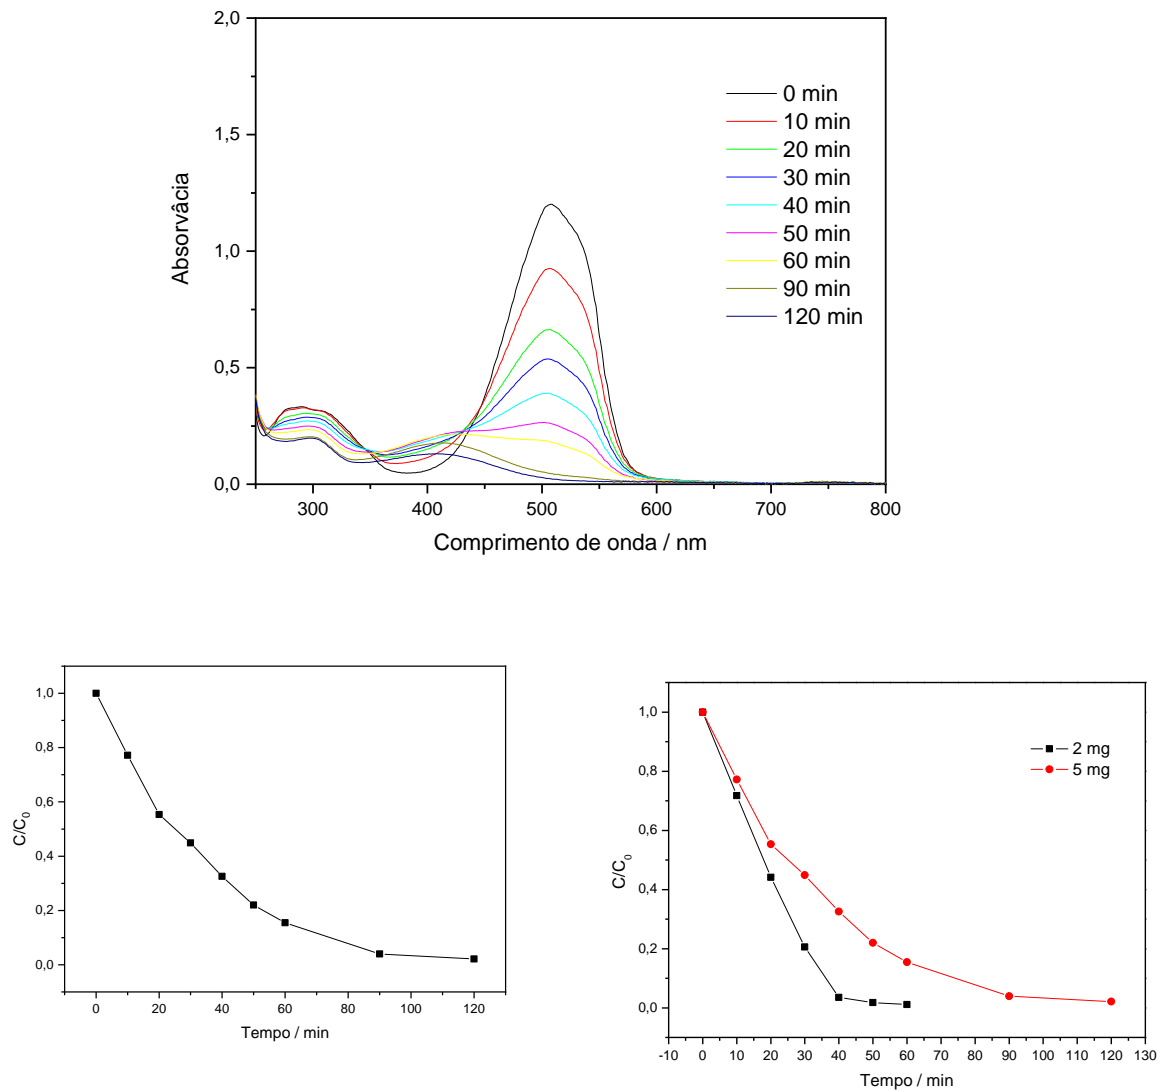 2,0
1,5
1,0
0,5
0,0
Absorvâcia
0 min
10 min
20 min
30 min
40 min
50 min
60 min
90 min
120 min
300 400 500 600 700 800
Comprimento de onda / nm
1,0
0,8
0,6
0,4
0,2
0,0
C/C0
0 20 40 60 80 100 120
Tempo / min
1,0
0,8
0,6
0,4
0,2
0,0
C/C0
2 mg
5 mg
-10 0 10 20 30 40 50 60 70 80 90 100 110 120 130
Tempo / min